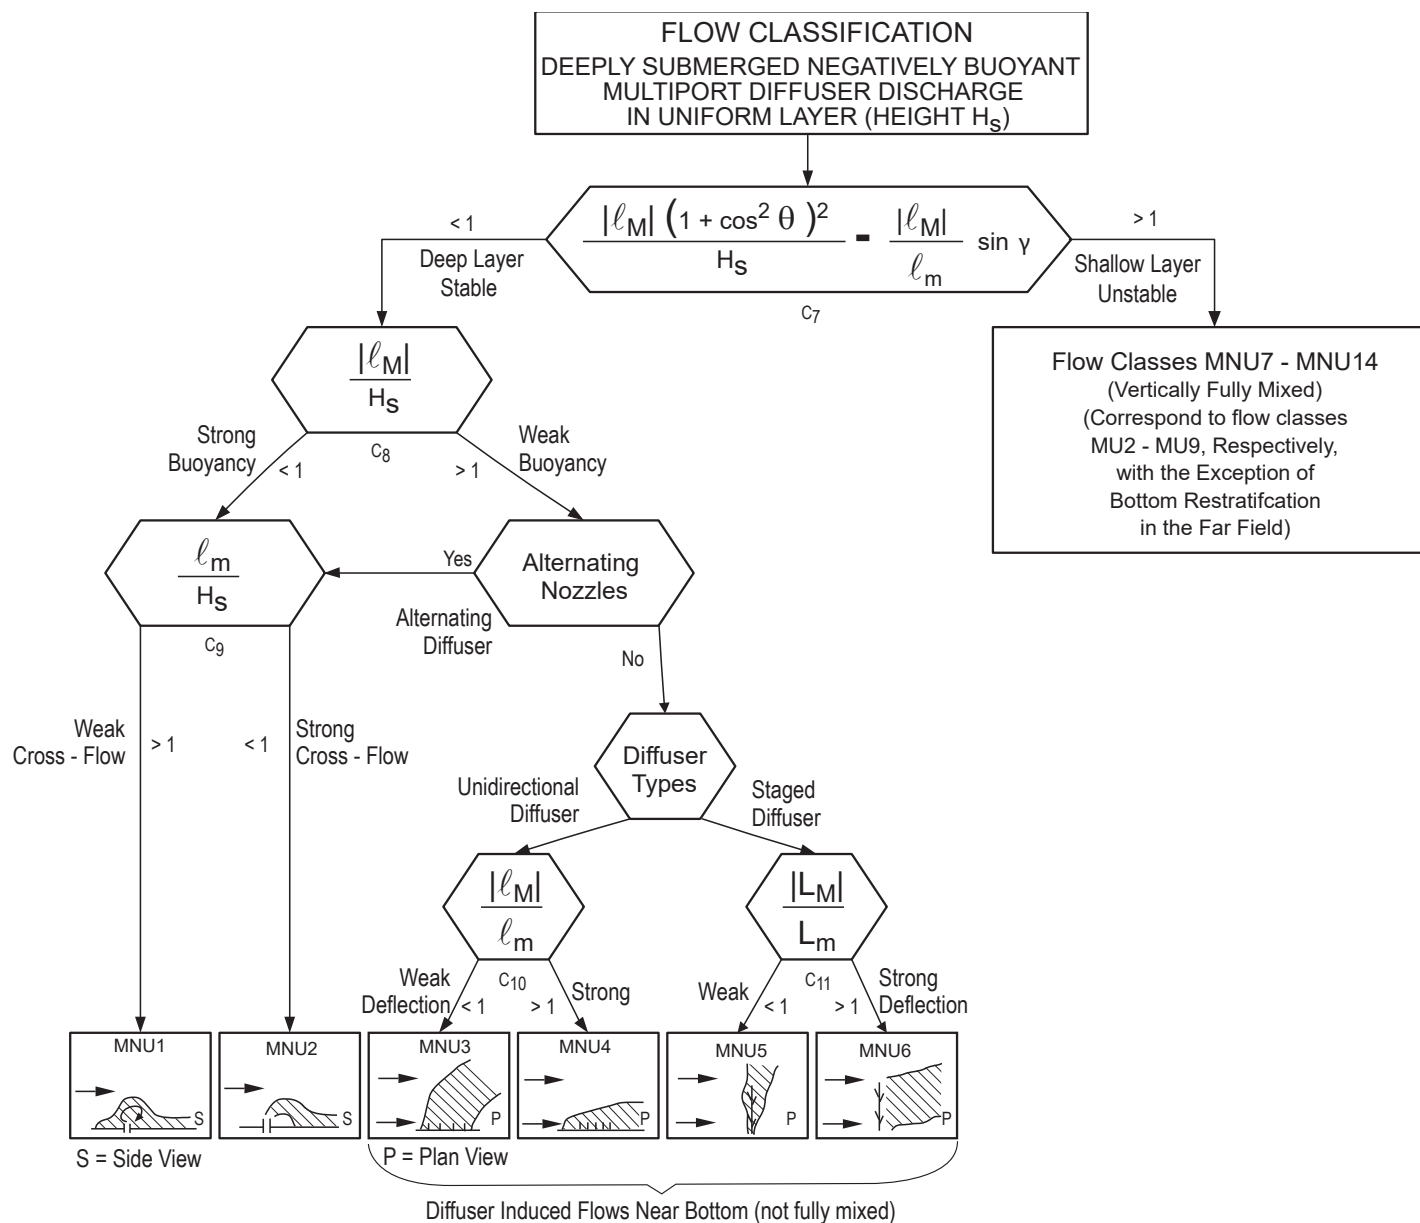 FLOW CLASSIFICATION
DEEPLY SUBMERGED NEGATIVELY BUOYANT
MULTIPORT DIFFUSER DISCHARGE
IN UNIFORM LAYER (HEIGHT Hs)
|ℓM| (1 + cos² θ)² / Hs - |ℓM| / ℓm sin γ
C7
< 1
Deep Layer
Stable
> 1
Shallow Layer
Unstable
Flow Classes MNU7 - MNU14
(Vertically Fully Mixed)
(Correspond to flow classes
MU2 - MU9, Respectively,
with the Exception of
Bottom Restratifcation
in the Far Field)
|ℓM| / Hs
C8
Strong
Buoyancy
< 1
Weak
Buoyancy
> 1
ℓm / Hs
C9
Yes
Alternating
Diffuser
Alternating
Nozzles
No
Weak
Cross - Flow
> 1
< 1
Strong
Cross - Flow
Diffuser
Types
Unidirectional
Diffuser
Staged
Diffuser
|ℓM| / ℓm
C10
|LM| / Lm
C11
Weak
Deflection
< 1
> 1
Strong
Weak
< 1
> 1
Strong
Deflection
MNU1
S
MNU2
S
MNU3
P
MNU4
P
MNU5
P
MNU6
P
S = Side View
P = Plan View
Diffuser Induced Flows Near Bottom (not fully mixed)